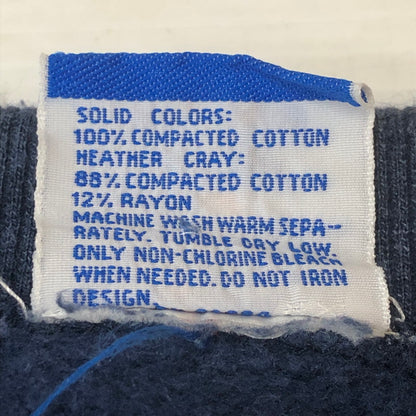 SOLID COLORS:
100% COMPACTED COTTON
HEATHER GRAY:
88% COMPACTED COTTON
12% RAYON
MACHINE WASH WARM SEPA-
RATELY. TUMBLE DRY LOW
ONLY NON-CHLORINE BLEACH
WHEN NEEDED. DO NOT IRON
DESIGN.